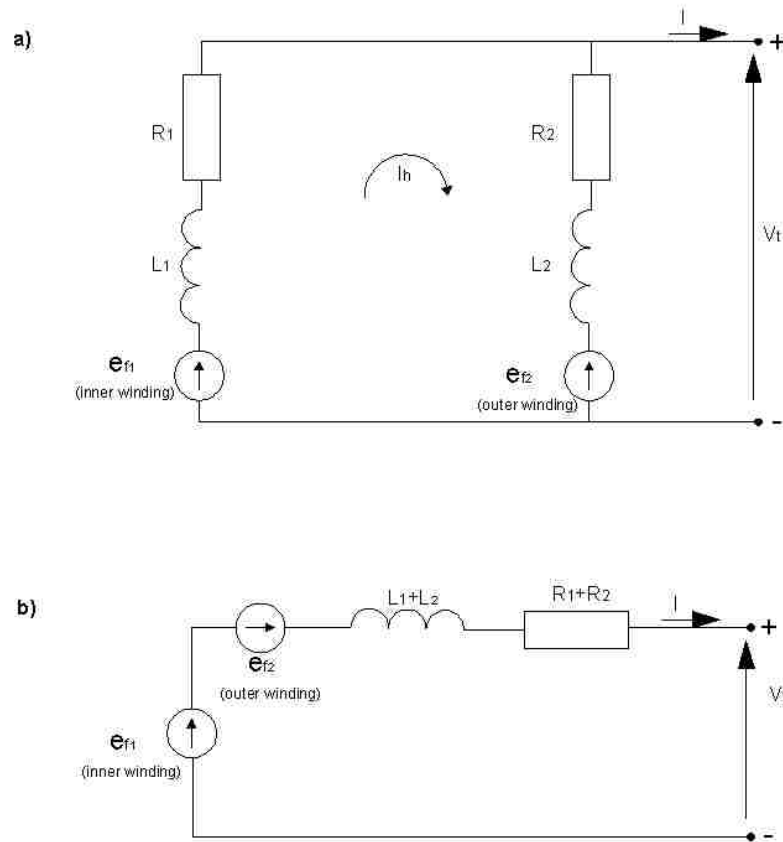 a)
I
+
R1
R2
Ih
L1
L2
Vt
ef1
(inner winding)
ef2
(outer winding)
-
b)
L1+L2
R1+R2
I
+
ef2
(outer winding)
V
ef1
(inner winding)
-